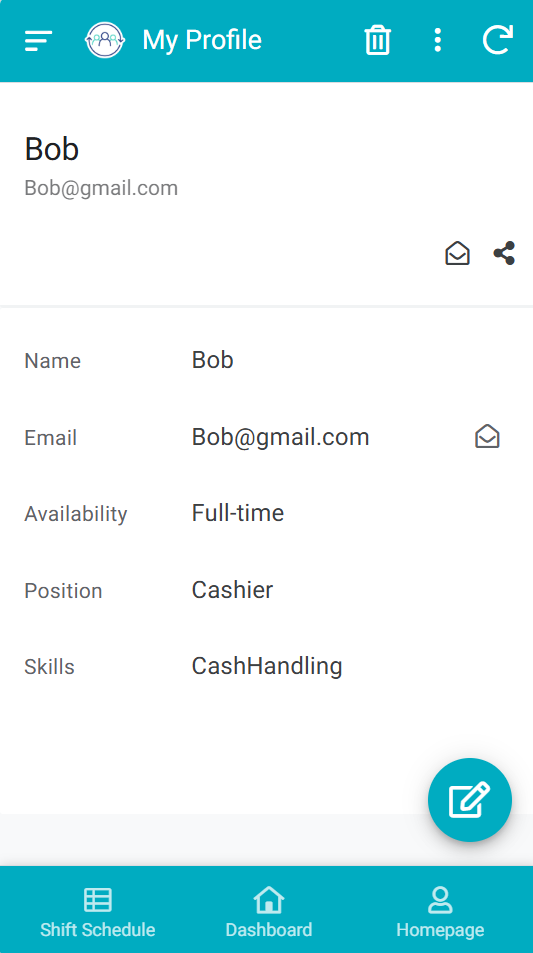 My Profile
Bob
Bob@gmail.com
Name Bob
Email Bob@gmail.com
Availability Full-time
Position Cashier
Skills CashHandling
Shift Schedule Dashboard Homepage